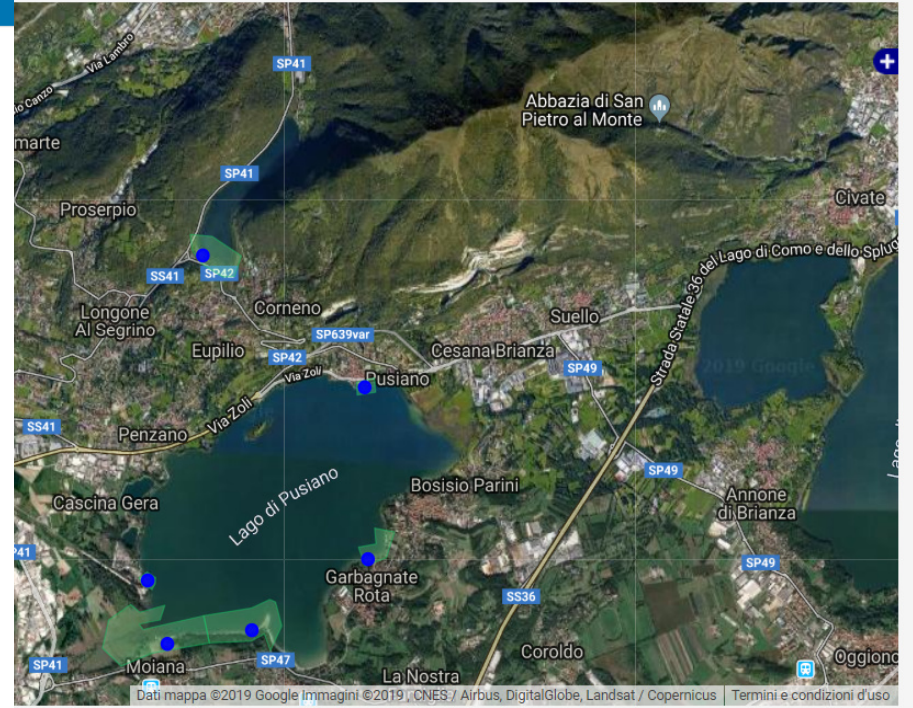 SP41
Via Lambro
io Canzo
Abbazia di San
Pietro al Monte
marte
SP41
Civate
Proserpio
Strada Statale 36 del Lago di Como e dello Splug
SS41
SP42
Longone
Al Segrino
Corneno
Suello
SP639var
Eupilio
SP42
Cesana Brianza
2019 Google
SP49
Via Zoli
Pusiano
Via Zoli
SS41
Penzano
SP49
Bosisio Parini
Lago di Pusiano
Annone
di Brianza
Cascina Gera
P41
SP49
Garbagnate
Rota
SS36
SP41
Moiana
SP47
Coroldo
Oggiono
La Nostra
Dati mappa ©2019 Google Immagini ©2019 , CNES / Airbus, DigitalGlobe, Landsat / Copernicus
Termini e condizioni d'uso